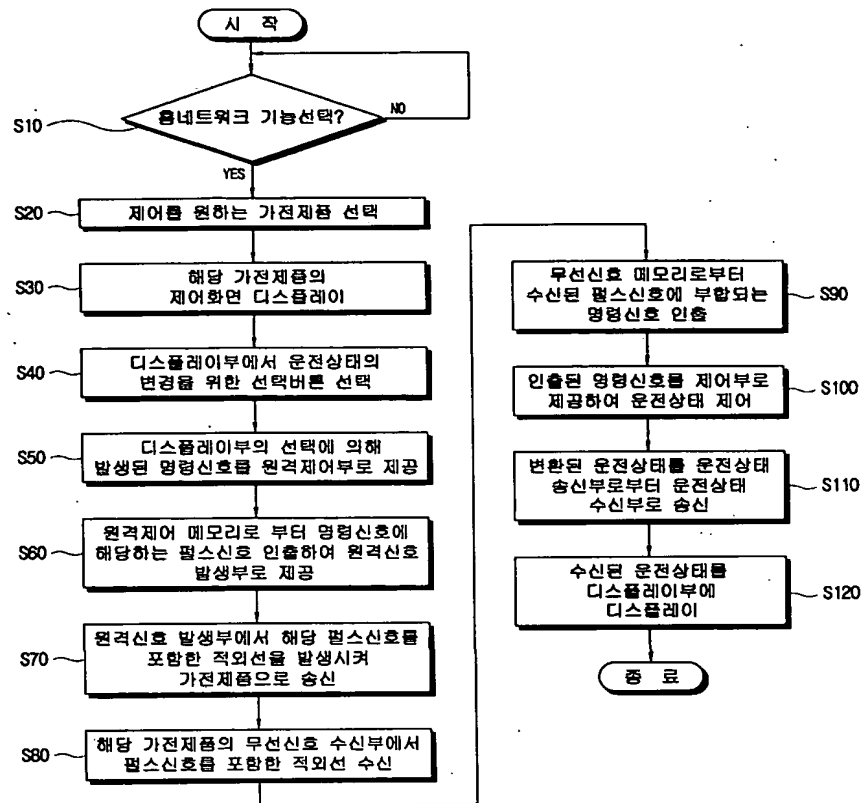 시 작
S10
홈네트워크 기능선택?
NO
YES
S20
제어를 원하는 가전제품 선택
S30
해당 가전제품의
제어화면 디스플레이
S40
디스플레이부에서 운전상태의
변경을 위한 선택버튼 선택
S50
디스플레이부의 선택에 의해
발생된 명령신호를 원격제어부로 제공
S60
원격제어 메모리로 부터 명령신호에
해당하는 펄스신호 인출하여 원격신호
발생부로 제공
S70
원격신호 발생부에서 해당 펄스신호를
포함한 적외선을 발생시켜
가전제품으로 송신
S80
해당 가전제품의 무선신호 수신부에서
펄스신호를 포함한 적외선 수신
무선신호 메모리로부터
수신된 펄스신호에 부합되는
명령신호 인출
S90
인출된 명령신호를 제어부로
제공하여 운전상태 제어
S100
변환된 운전상태를 운전상태
송신부로부터 운전상태
수신부로 송신
S110
수신된 운전상태를
디스플레이부에
디스플레이
S120
종 료